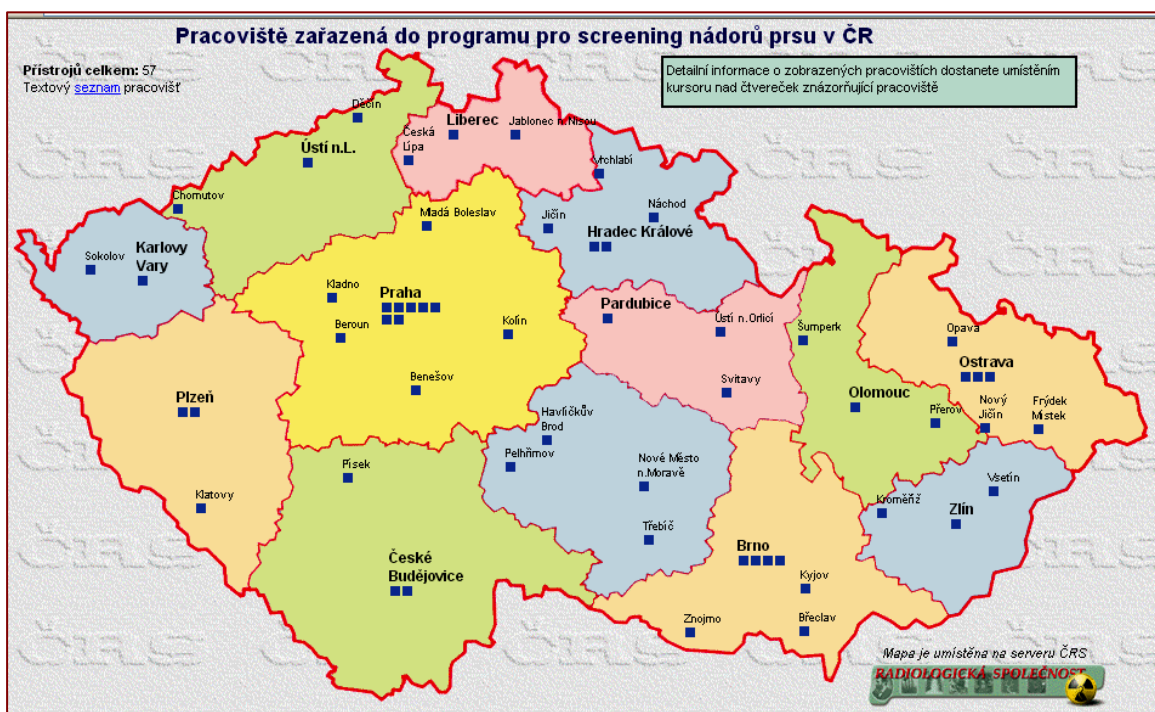 Pracoviště zařazená do programu pro screening nádorů prsu v ČR
Přístrojů celkem: 57
Textový seznam pracovišť
Detailní informace o zobrazených pracovištích dostanete umístěním
kursoru nad čtvereček znázorňující pracoviště
Děčín
Ústí n.L.
Chomutov
Liberec
Jablonec n.Nisou
Česká
Lípa
Vrchlabí
Náchod
Jičín
Hradec Králové
Sokolov
Karlovy
Vary
Mladá Boleslav
Kladno
Praha
Beroun
Kolín
Benešov
Pardubice
Ústí n.Orlicí
Svitavy
Šumperk
Olomouc
Přerov
Opava
Ostrava
Nový
Jičín
Frýdek
Místek
Plzeň
Klatovy
Písek
České
Budějovice
Havlíčkův
Brod
Pelhřimov
Nové Město
n.Moravě
Třebíč
Brno
Kyjov
Znojmo
Břeclav
Kroměříž
Vsetín
Zlín
Mapa je umístěna na serveru ČRS
RADIOLOGICKÁ SPOLEČNOST
ČRS